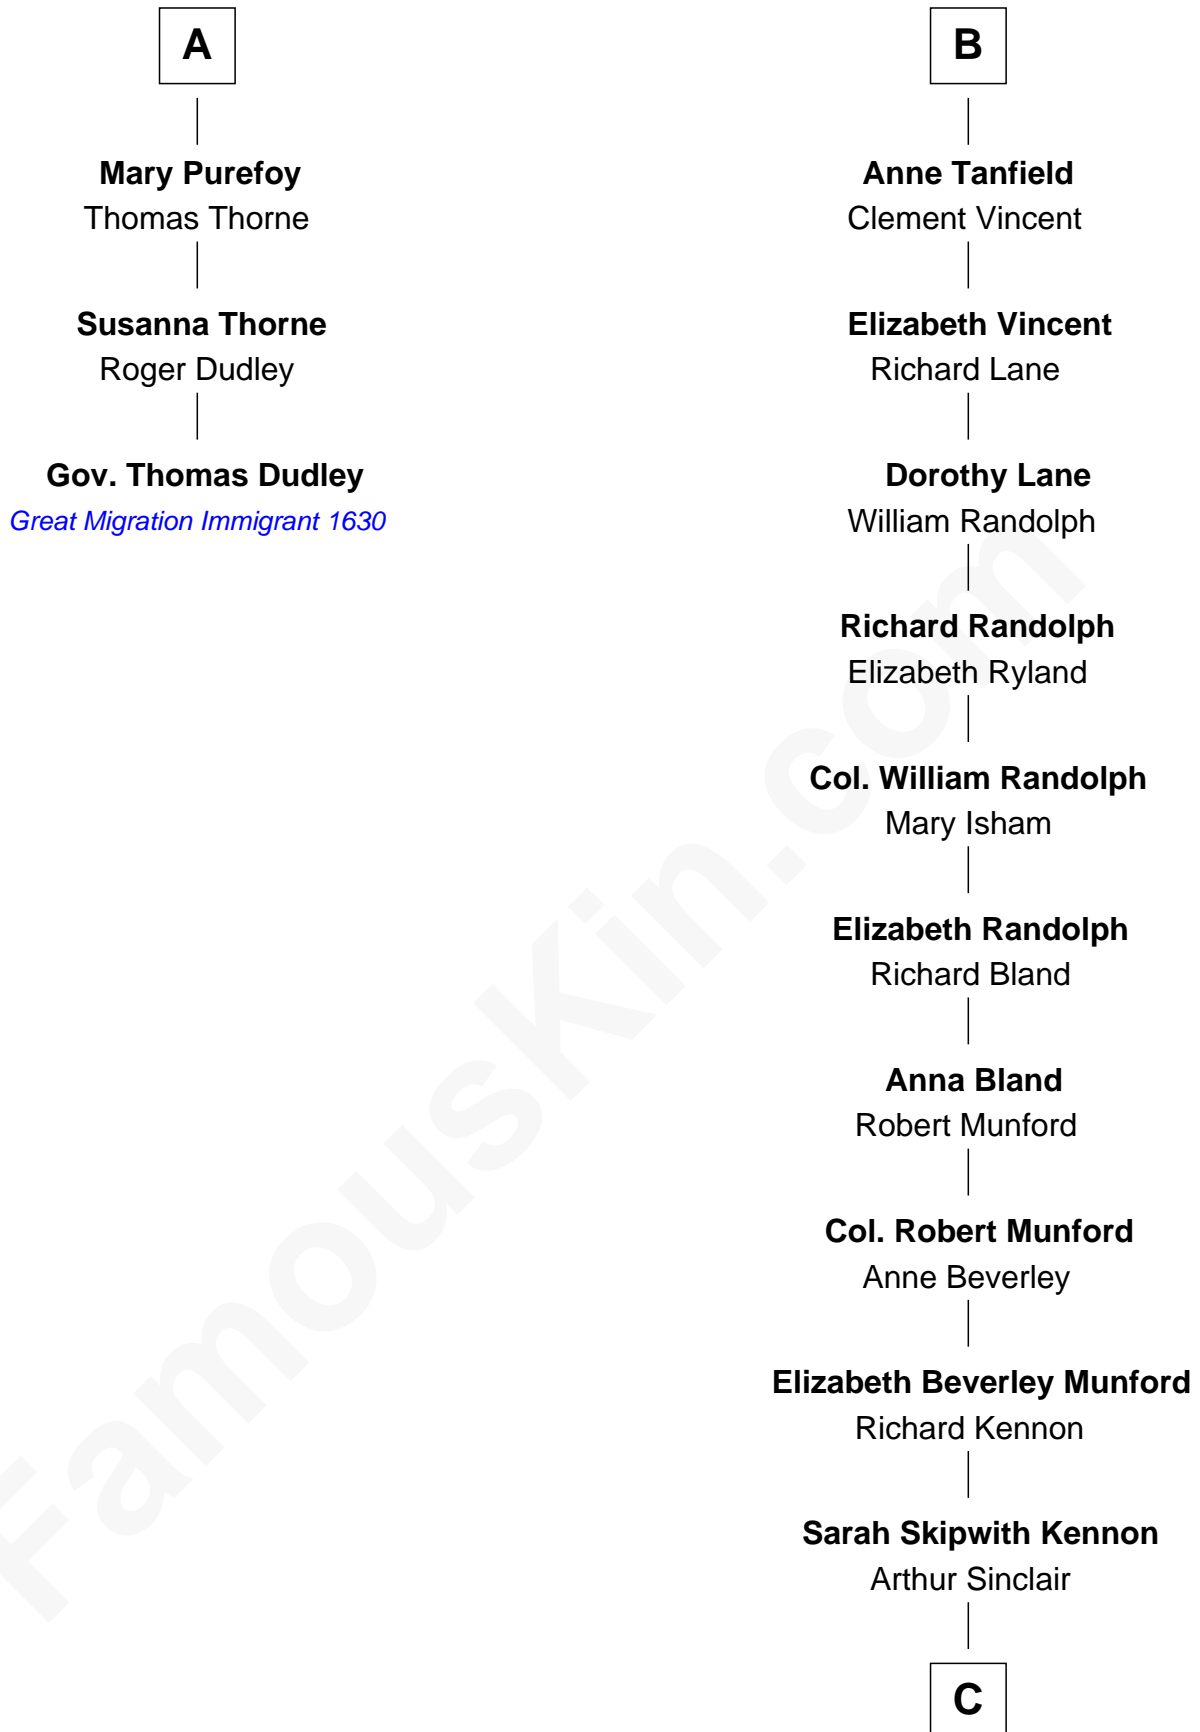 A
Mary Purefoy
Thomas Thorne
Susanna Thorne
Roger Dudley
Gov. Thomas Dudley
Great Migration Immigrant 1630
B
Anne Tanfield
Clement Vincent
Elizabeth Vincent
Richard Lane
Dorothy Lane
William Randolph
Richard Randolph
Elizabeth Ryland
Col. William Randolph
Mary Isham
Elizabeth Randolph
Richard Bland
Anna Bland
Robert Munford
Col. Robert Munford
Anne Beverley
Elizabeth Beverley Munford
Richard Kennon
Sarah Skipwith Kennon
Arthur Sinclair
C
FamousKin.com